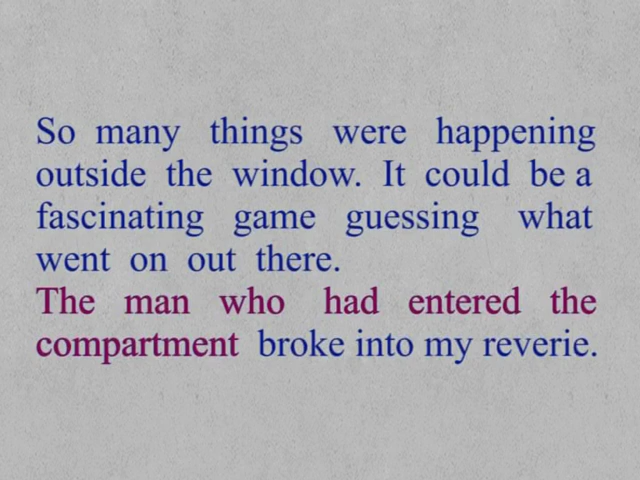 So many things were happening
outside the window. It could be a
fascinating game guessing what
went on out there.
The man who had entered the
compartment broke into my reverie.